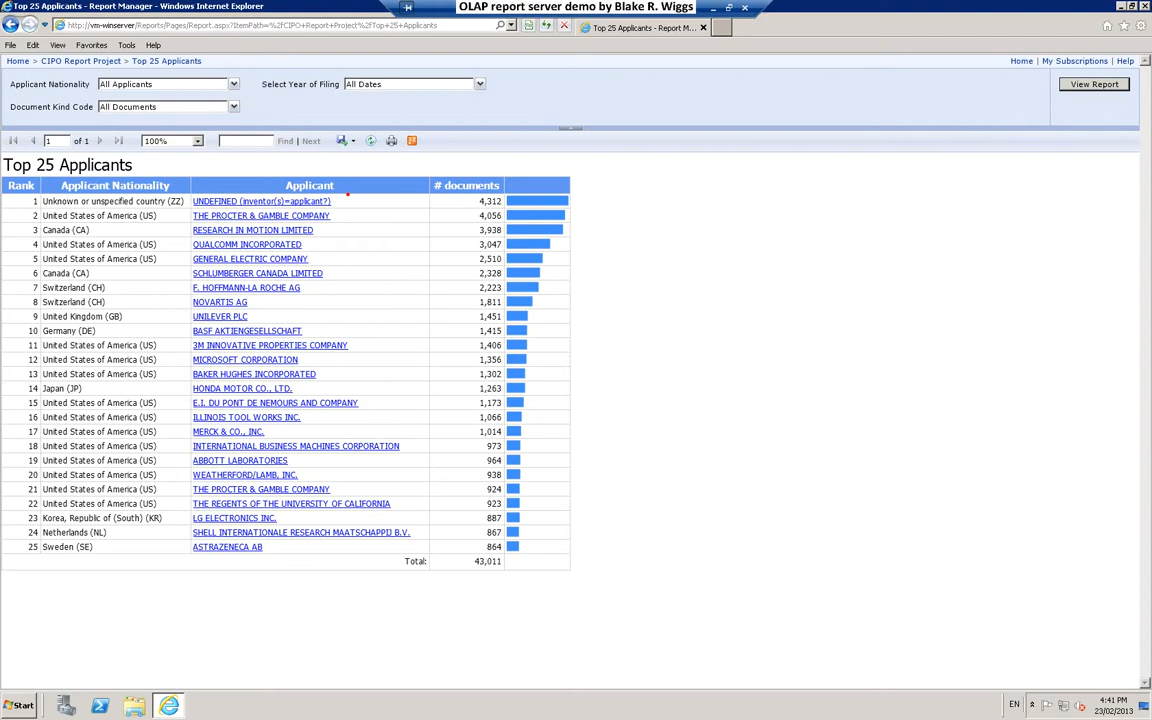 Top 25 Applicants - Report Manager - Windows Internet Explorer
OLAP report server demo by Blake R. Wiggs
http://vm-winserver/Reports/Pages/Report.aspx?ItemPath=%2fCIPO+Report+Project%2fTop+25+Applicants
Top 25 Applicants - Report M...
File Edit View Favorites Tools Help
Home > CIPO Report Project > Top 25 Applicants
Home | My Subscriptions | Help
Applicant Nationality All Applicants Select Year of Filing All Dates View Report
Document Kind Code All Documents
1 of 1 100% Find | Next
Top 25 Applicants
Rank Applicant Nationality Applicant # documents
1 Unknown or unspecified country (ZZ) UNDEFINED (inventor(s)=applicant?) 4,312
2 United States of America (US) THE PROCTER & GAMBLE COMPANY 4,056
3 Canada (CA) RESEARCH IN MOTION LIMITED 3,938
4 United States of America (US) QUALCOMM INCORPORATED 3,047
5 United States of America (US) GENERAL ELECTRIC COMPANY 2,510
6 Canada (CA) SCHLUMBERGER CANADA LIMITED 2,328
7 Switzerland (CH) F. HOFFMANN-LA ROCHE AG 2,223
8 Switzerland (CH) NOVARTIS AG 1,811
9 United Kingdom (GB) UNILEVER PLC 1,451
10 Germany (DE) BASF AKTIENGESELLSCHAFT 1,415
11 United States of America (US) 3M INNOVATIVE PROPERTIES COMPANY 1,406
12 United States of America (US) MICROSOFT CORPORATION 1,356
13 United States of America (US) BAKER HUGHES INCORPORATED 1,302
14 Japan (JP) HONDA MOTOR CO., LTD. 1,263
15 United States of America (US) E.I. DU PONT DE NEMOURS AND COMPANY 1,173
16 United States of America (US) ILLINOIS TOOL WORKS INC. 1,066
17 United States of America (US) MERCK & CO., INC. 1,014
18 United States of America (US) INTERNATIONAL BUSINESS MACHINES CORPORATION 973
19 United States of America (US) ABBOTT LABORATORIES 964
20 United States of America (US) WEATHERFORD/LAMB, INC. 938
21 United States of America (US) THE PROCTER & GAMBLE COMPANY 924
22 United States of America (US) THE REGENTS OF THE UNIVERSITY OF CALIFORNIA 923
23 Korea, Republic of (South) (KR) LG ELECTRONICS INC. 887
24 Netherlands (NL) SHELL INTERNATIONALE RESEARCH MAATSCHAPPIJ B.V. 867
25 Sweden (SE) ASTRAZENECA AB 864
Total: 43,011
Start EN 4:41 PM
23/02/2013